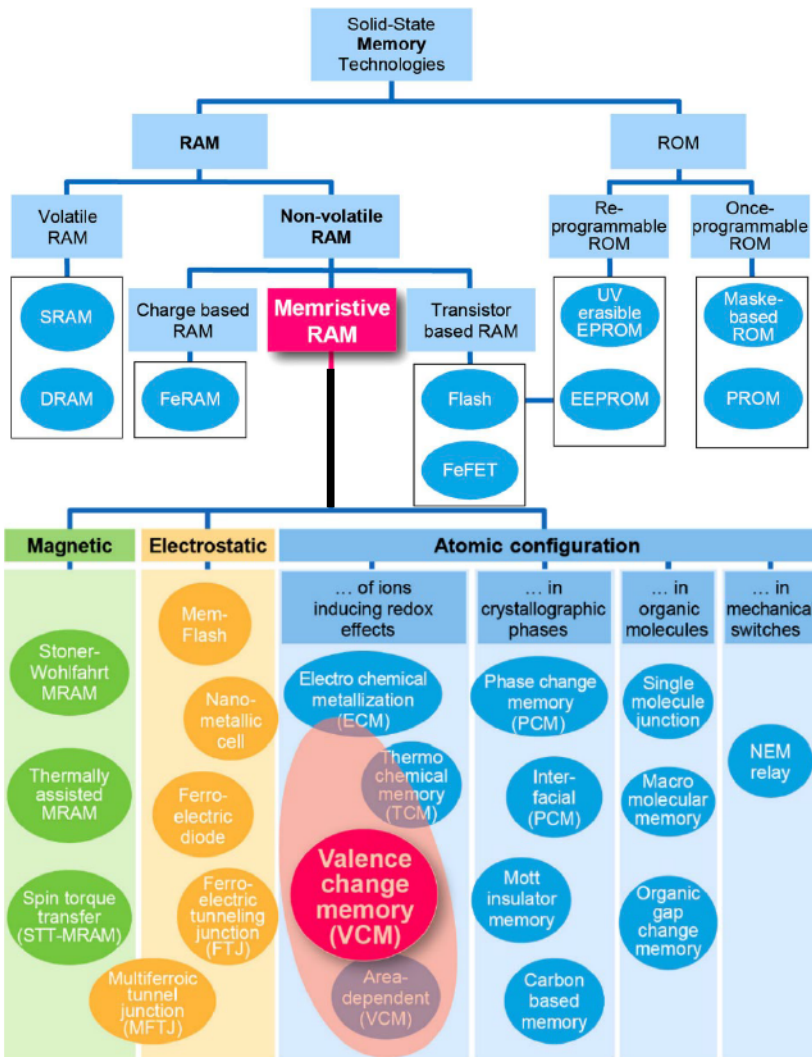 Solid-State
Memory
Technologies
RAM
ROM
Volatile
RAM
Non-volatile
RAM
Re-
programmable
ROM
Once-
programmable
ROM
SRAM
DRAM
Charge based
RAM
FeRAM
Memristive
RAM
Transistor
based RAM
Flash
FeFET
UV
erasible
EPROM
EEPROM
Maske-
based ROM
PROM
Magnetic
Electrostatic
Atomic configuration
Stoner-
Wohlfahrt
MRAM
Thermally
assisted
MRAM
Spin torque
transfer
(STT-MRAM)
Mem-
Flash
Nano-
metallic
cell
Ferro-
electric
diode
Ferro-
electric
tunneling
junction
(FTJ)
Multiferroic
tunnel
junction
(MFTJ)
... of ions
inducing redox
effects
Electro chemical
metallization
(ECM)
Thermo
chemical
memory
(TCM)
Valence
change
memory
(VCM)
Area-
dependent
(VCM)
... in
crystallographic
phases
Phase change
memory
(PCM)
Inter-
facial
(PCM)
Mott
insulator
memory
Carbon
based
memory
... in
organic
molecules
Single
molecule
junction
Macro
molecular
memory
Organic
gap
change
memory
... in
mechanica
switches
NEM
relay